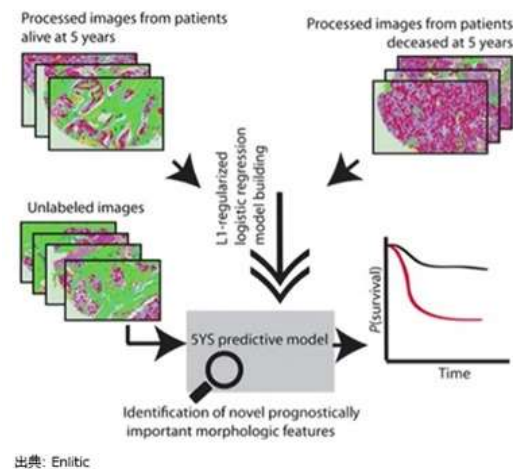 Processed images from patients
alive at 5 years
Processed images from patients
deceased at 5 years
L1-regularized
logistic regression
model building
Unlabeled images
5YS predictive model
P(survival)
Time
Identification of novel prognostically
important morphologic features
出典: Enlitic